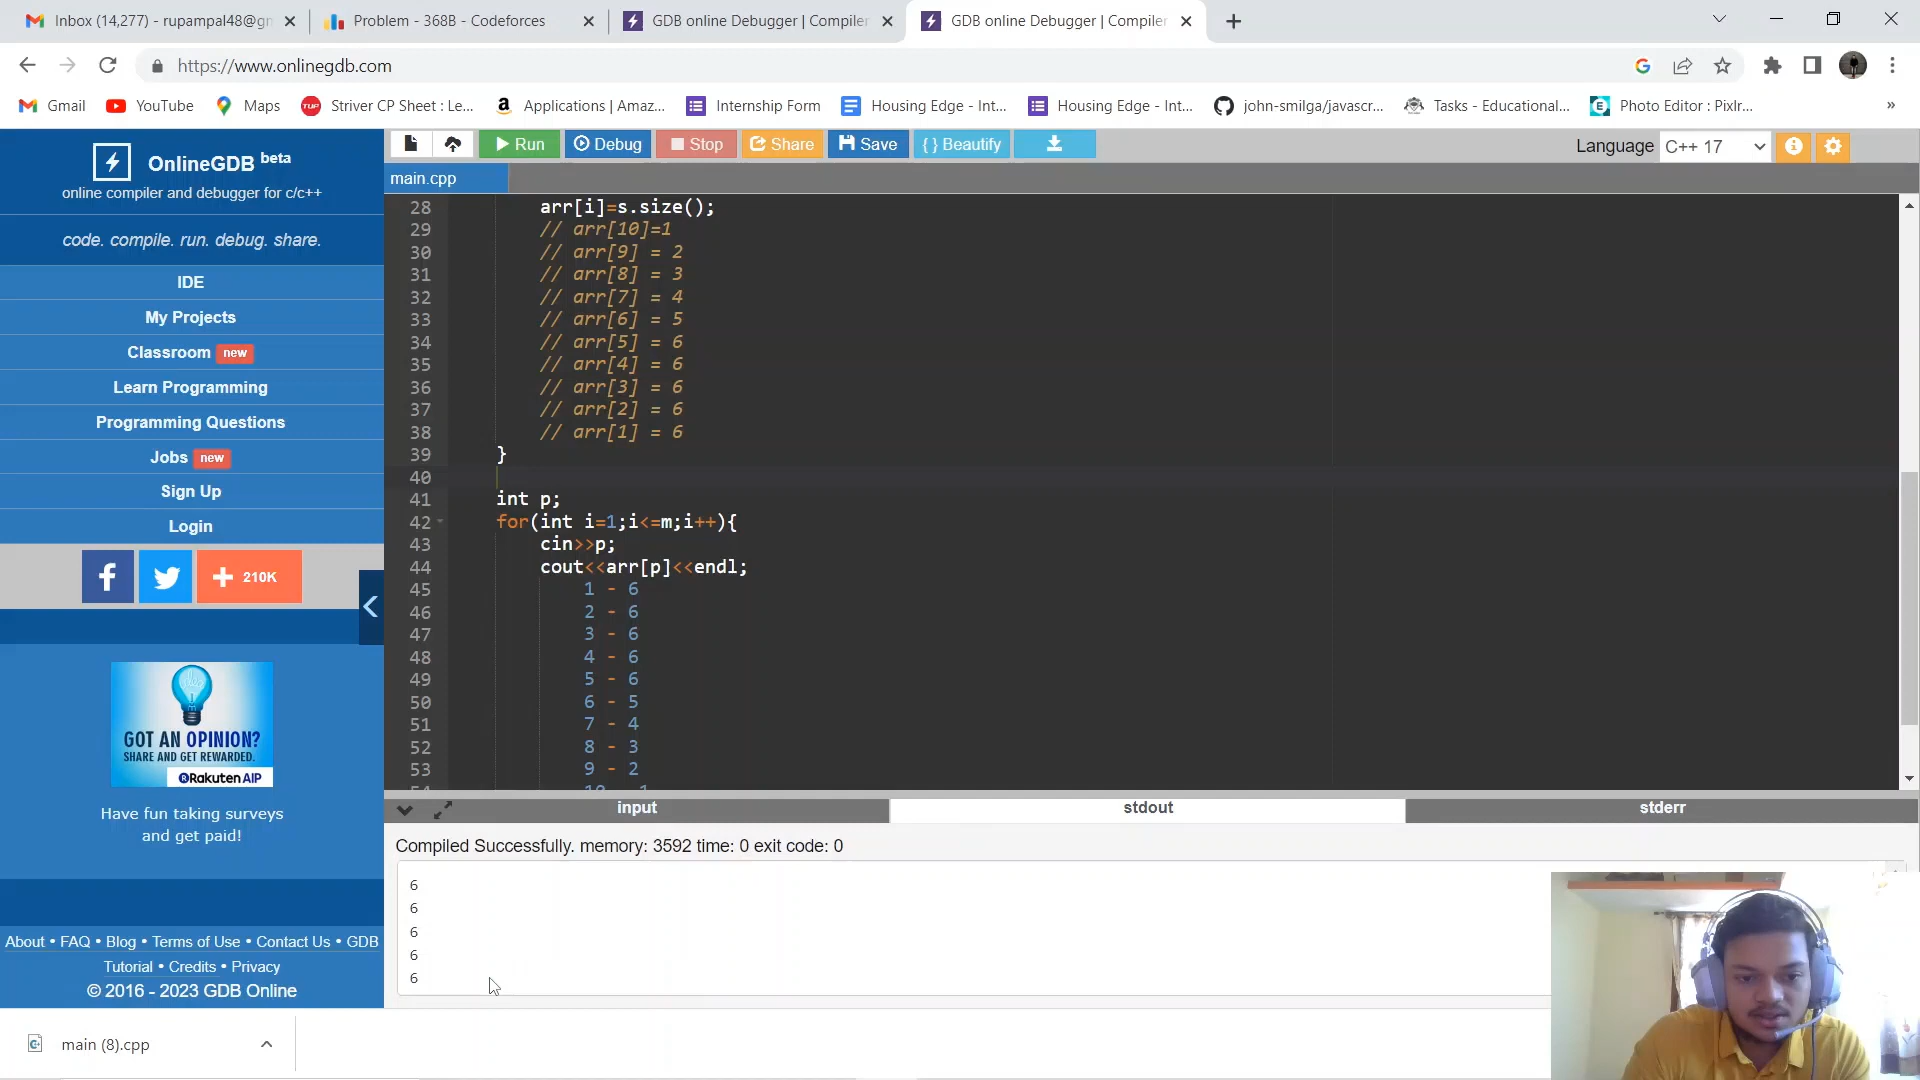 Inbox (14,277) - rupampal48@gm
Problem - 368B - Codeforces
GDB online Debugger | Compiler
GDB online Debugger | Compiler
https://www.onlinegdb.com
Gmail
YouTube
Maps
TUF Striver CP Sheet : Le...
Applications | Amaz...
Internship Form
Housing Edge - Int...
Housing Edge - Int...
john-smilga/javascr...
Tasks - Educational...
Photo Editor : Pixlr...
»
OnlineGDB beta
online compiler and debugger for c/c++
code. compile. run. debug. share.
IDE
My Projects
Classroom new
Learn Programming
Programming Questions
Jobs new
Sign Up
Login
f
+ 210K
GOT AN OPINION?
SHARE AND GET REWARDED.
Rakuten AIP
Have fun taking surveys
and get paid!
About • FAQ • Blog • Terms of Use • Contact Us • GDB
Tutorial • Credits • Privacy
© 2016 - 2023 GDB Online
Run
Debug
Stop
Share
Save
{ } Beautify
Language C++ 17
main.cpp
28 arr[i]=s.size();
29 // arr[10]=1
30 // arr[9] = 2
31 // arr[8] = 3
32 // arr[7] = 4
33 // arr[6] = 5
34 // arr[5] = 6
35 // arr[4] = 6
36 // arr[3] = 6
37 // arr[2] = 6
38 // arr[1] = 6
39 }
40
41 int p;
42 for(int i=1;i<=m;i++){
43 cin>>p;
44 cout<<arr[p]<<endl;
45 1 - 6
46 2 - 6
47 3 - 6
48 4 - 6
49 5 - 6
50 6 - 5
51 7 - 4
52 8 - 3
53 9 - 2
input
stdout
stderr
Compiled Successfully. memory: 3592 time: 0 exit code: 0
6
6
6
6
6
main (8).cpp